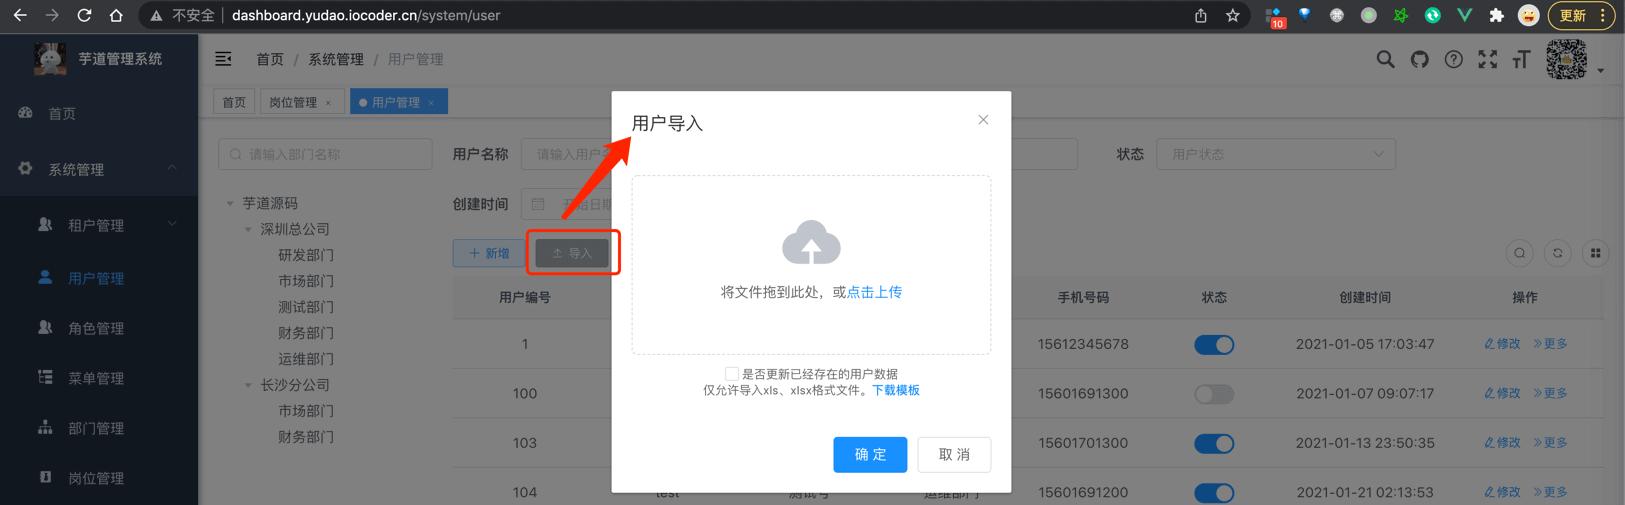 不安全 dashboard.yudao.iocoder.cn/system/user
10
更新
芋道管理系统
首页 / 系统管理 / 用户管理
首页
岗位管理 ×
用户管理 ×
首页
系统管理
租户管理
用户管理
角色管理
菜单管理
部门管理
岗位管理
请输入部门名称
芋道源码
深圳总公司
研发部门
市场部门
测试部门
财务部门
运维部门
长沙分公司
市场部门
财务部门
用户名称 请输入用户
状态 用户状态
创建时间 开始日期
+ 新增 导入
用户导入
将文件拖到此处，或点击上传
是否更新已经存在的用户数据
仅允许导入xls、xlsx格式文件。下载模板
确 定 取 消
用户编号 手机号码 状态 创建时间 操作
1 15612345678 2021-01-05 17:03:47 修改 更多
100 15601691300 2021-01-07 09:07:17 修改 更多
103 15601701300 2021-01-13 23:50:35 修改 更多
104 test 测试号 运维部门 15601691200 2021-01-21 02:13:53 修改 更多